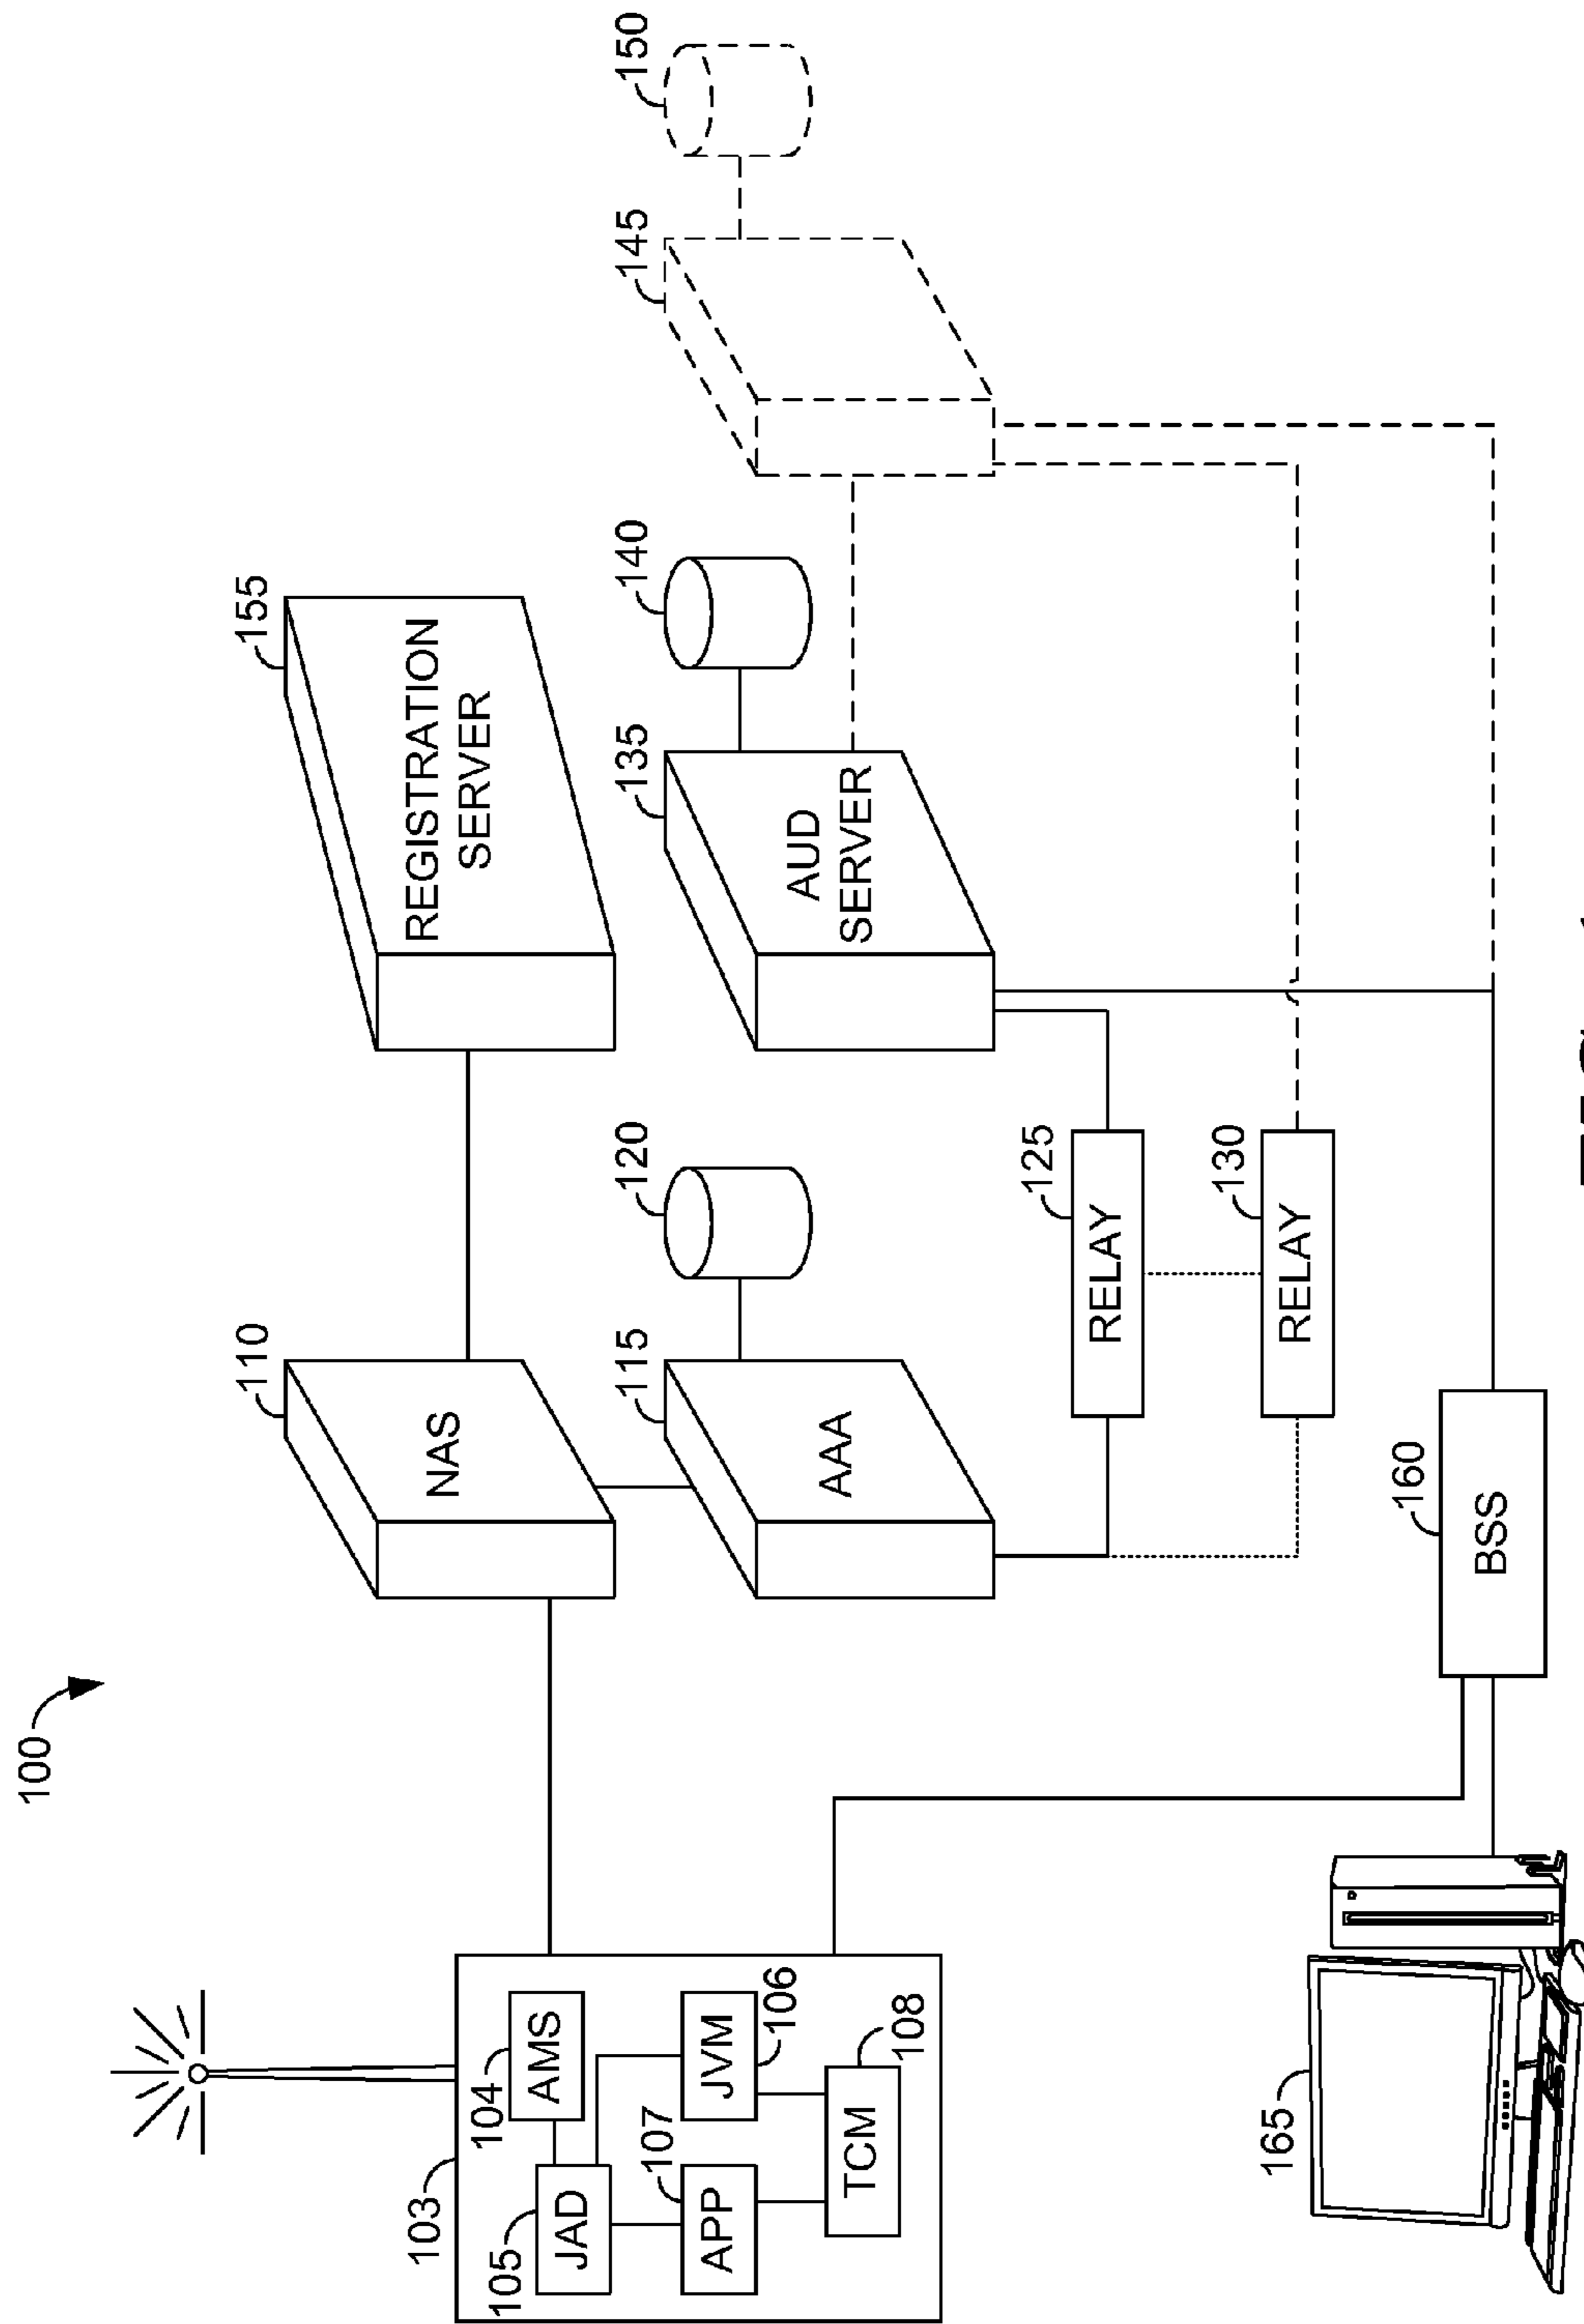 100
103
104
AMS
105
JAD
JVM
106
107
APP
TCM
108
110
NAS
155
REGISTRATION
SERVER
115
AAA
120
135
AUD
SERVER
140
145
150
125
RELAY
130
RELAY
160
BSS
165